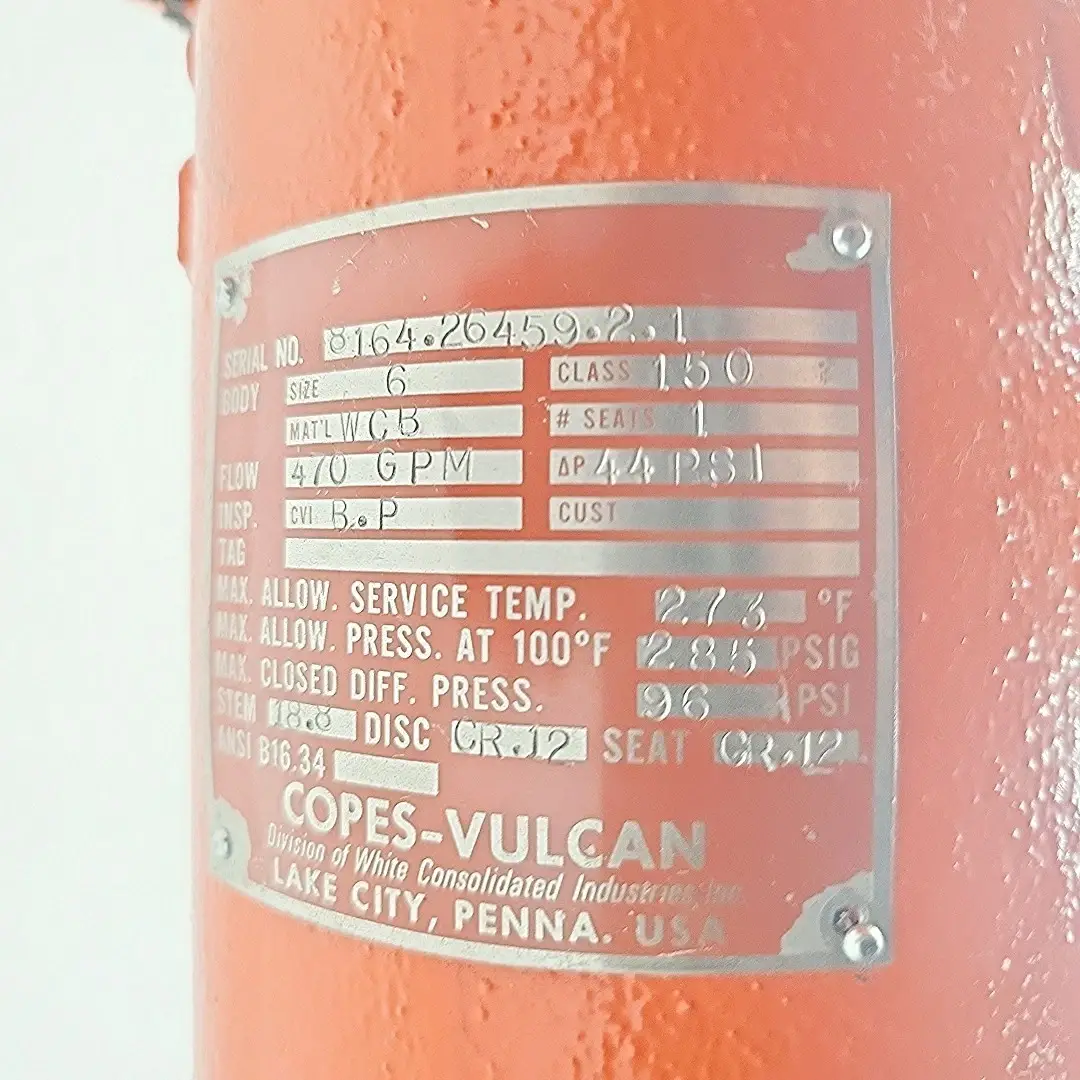 SERIAL NO. 8164.26459.2.1
BODY SIZE 6 CLASS 150
MAT'L WCB # SEATS 1
FLOW 470 GPM ΔP 44 PSI
INSP. CVI B.P CUST
TAG
MAX. ALLOW. SERVICE TEMP. 273 °F
MAX. ALLOW. PRESS. AT 100°F 285 PSIG
MAX. CLOSED DIFF. PRESS. 96 PSI
STEM 18.8 DISC CR.12 SEAT CR.12
ANSI B16.34
COPES-VULCAN
Division of White Consolidated Industries, Inc.
LAKE CITY, PENNA. USA